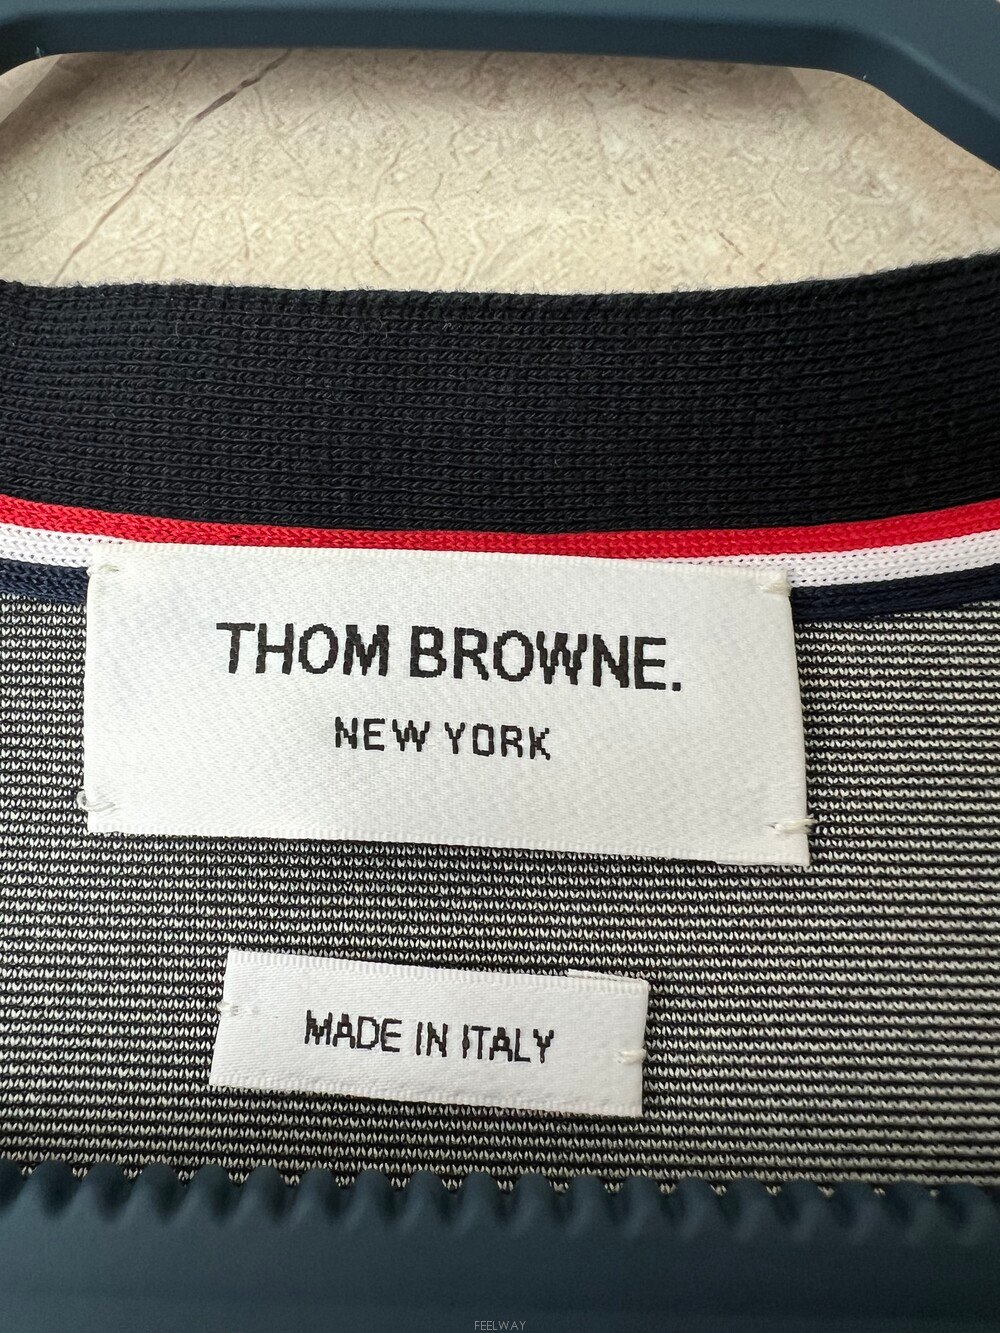 THOM BROWNE.
NEW YORK
MADE IN ITALY
FEELWAY